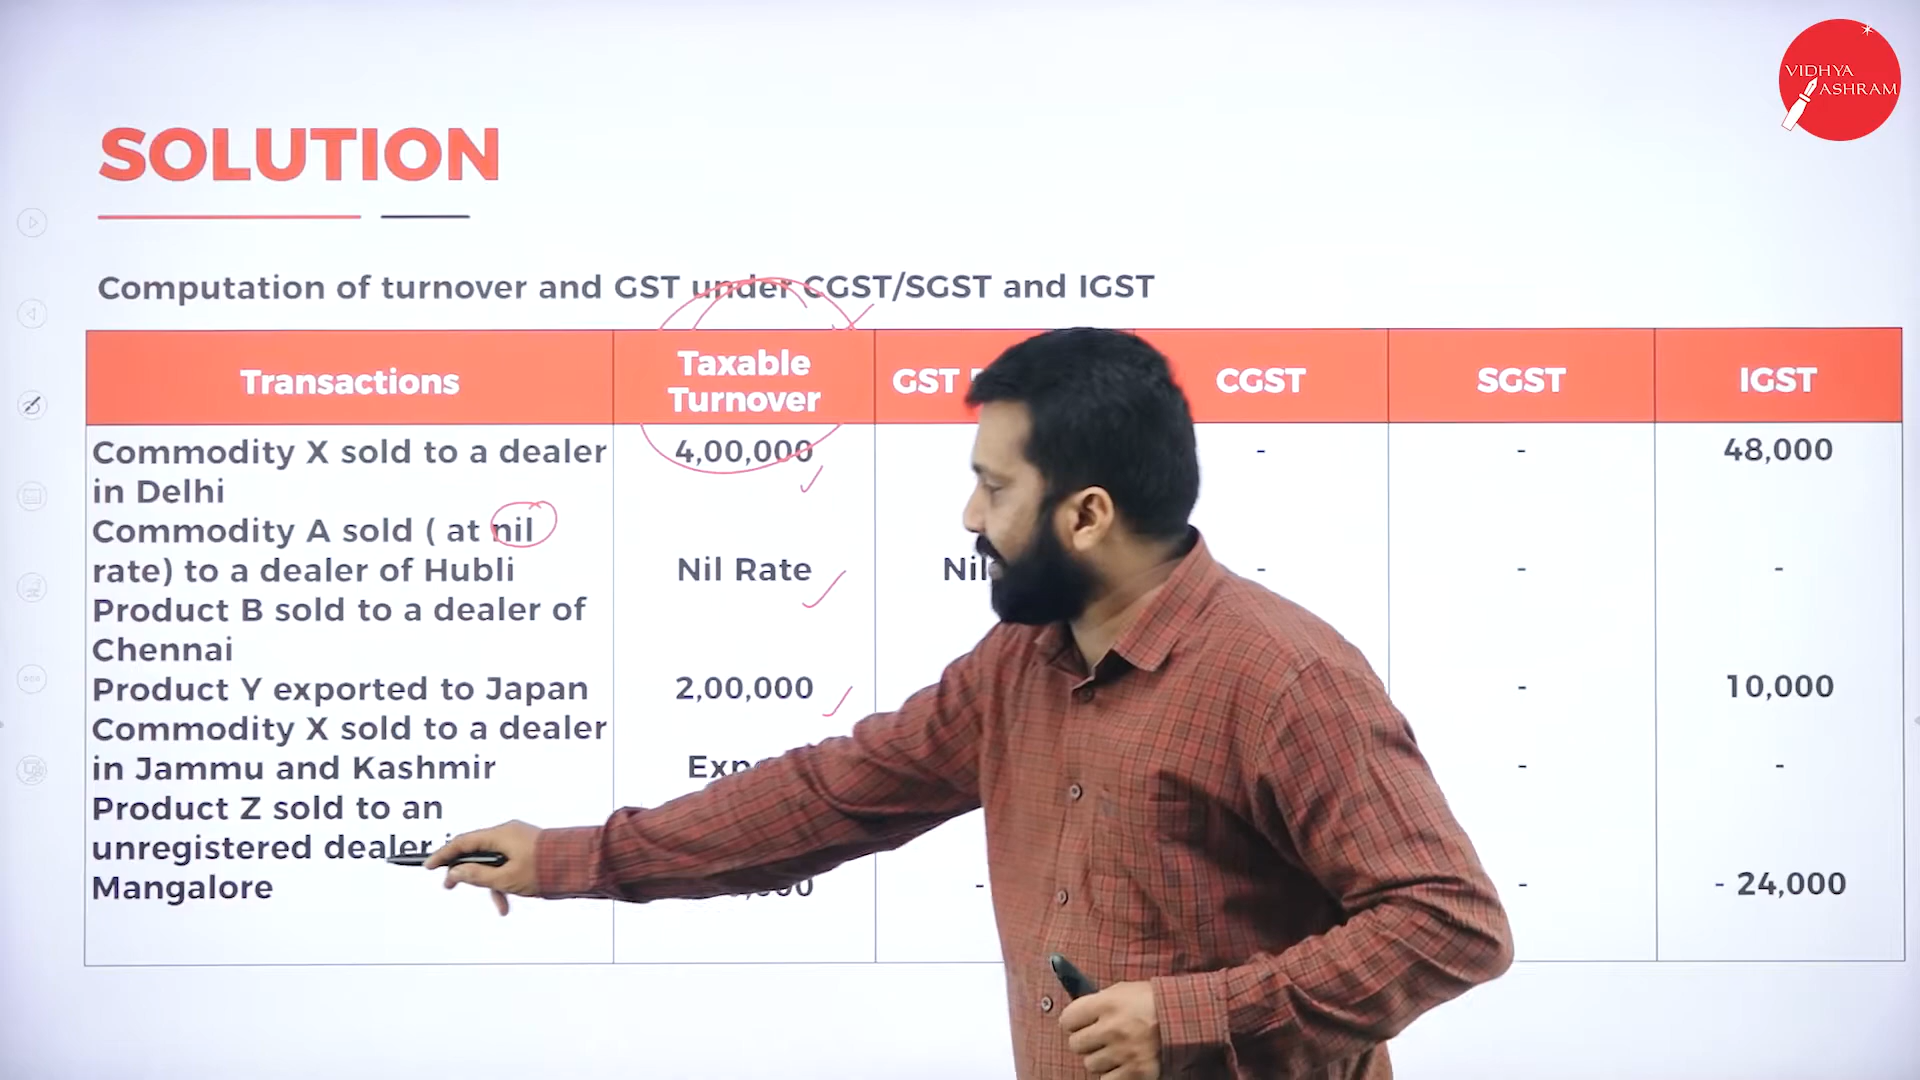 VIDHYA
ASHRAM
SOLUTION
Computation of turnover and GST under CGST/SGST and IGST
Transactions
Taxable
Turnover
GST
CGST
SGST
IGST
Commodity X sold to a dealer
in Delhi
4,00,000
-
-
48,000
Commodity A sold ( at nil
rate) to a dealer of Hubli
Nil Rate
Nil
-
-
-
Product B sold to a dealer of
Chennai
Product Y exported to Japan
2,00,000
-
10,000
Commodity X sold to a dealer
in Jammu and Kashmir
-
-
Product Z sold to an
unregistered dealer
Mangalore
-
-
- 24,000